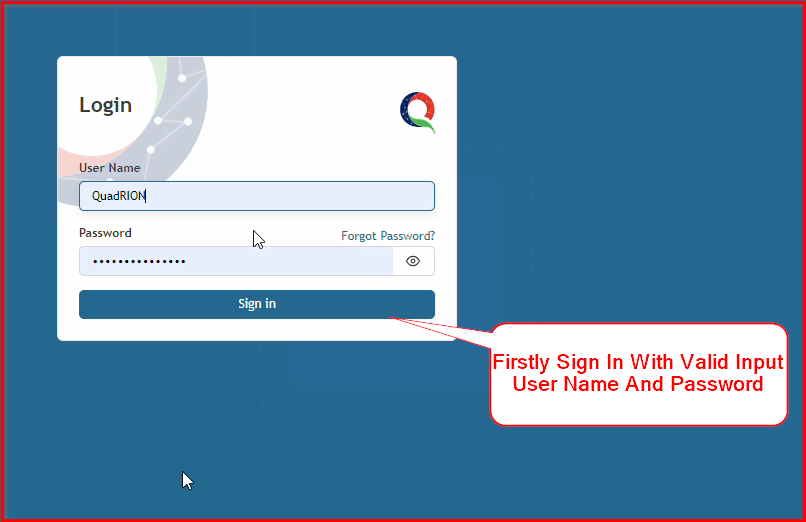 Login
User Name
QuadRION
Password
Forgot Password?
•••••••••••••••
Sign in
Firstly Sign In With Valid Input
User Name And Password